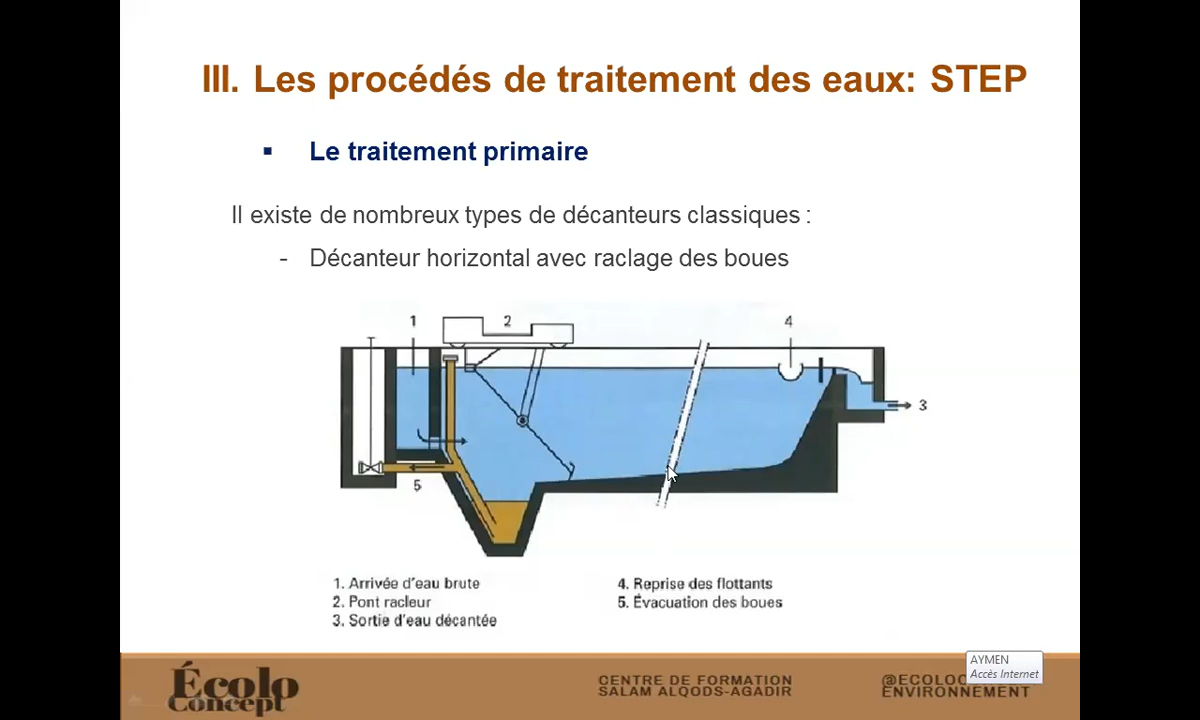 III. Les procédés de traitement des eaux: STEP
▪ Le traitement primaire
Il existe de nombreux types de décanteurs classiques :
- Décanteur horizontal avec raclage des boues
1
2
4
3
5
1. Arrivée d'eau brute
2. Pont racleur
3. Sortie d'eau décantée
4. Reprise des flottants
5. Évacuation des boues
Écolo
Concept
CENTRE DE FORMATION
SALAM ALQODS-AGADIR
ENVIRONNEMENT
AYMEN
Accès Internet